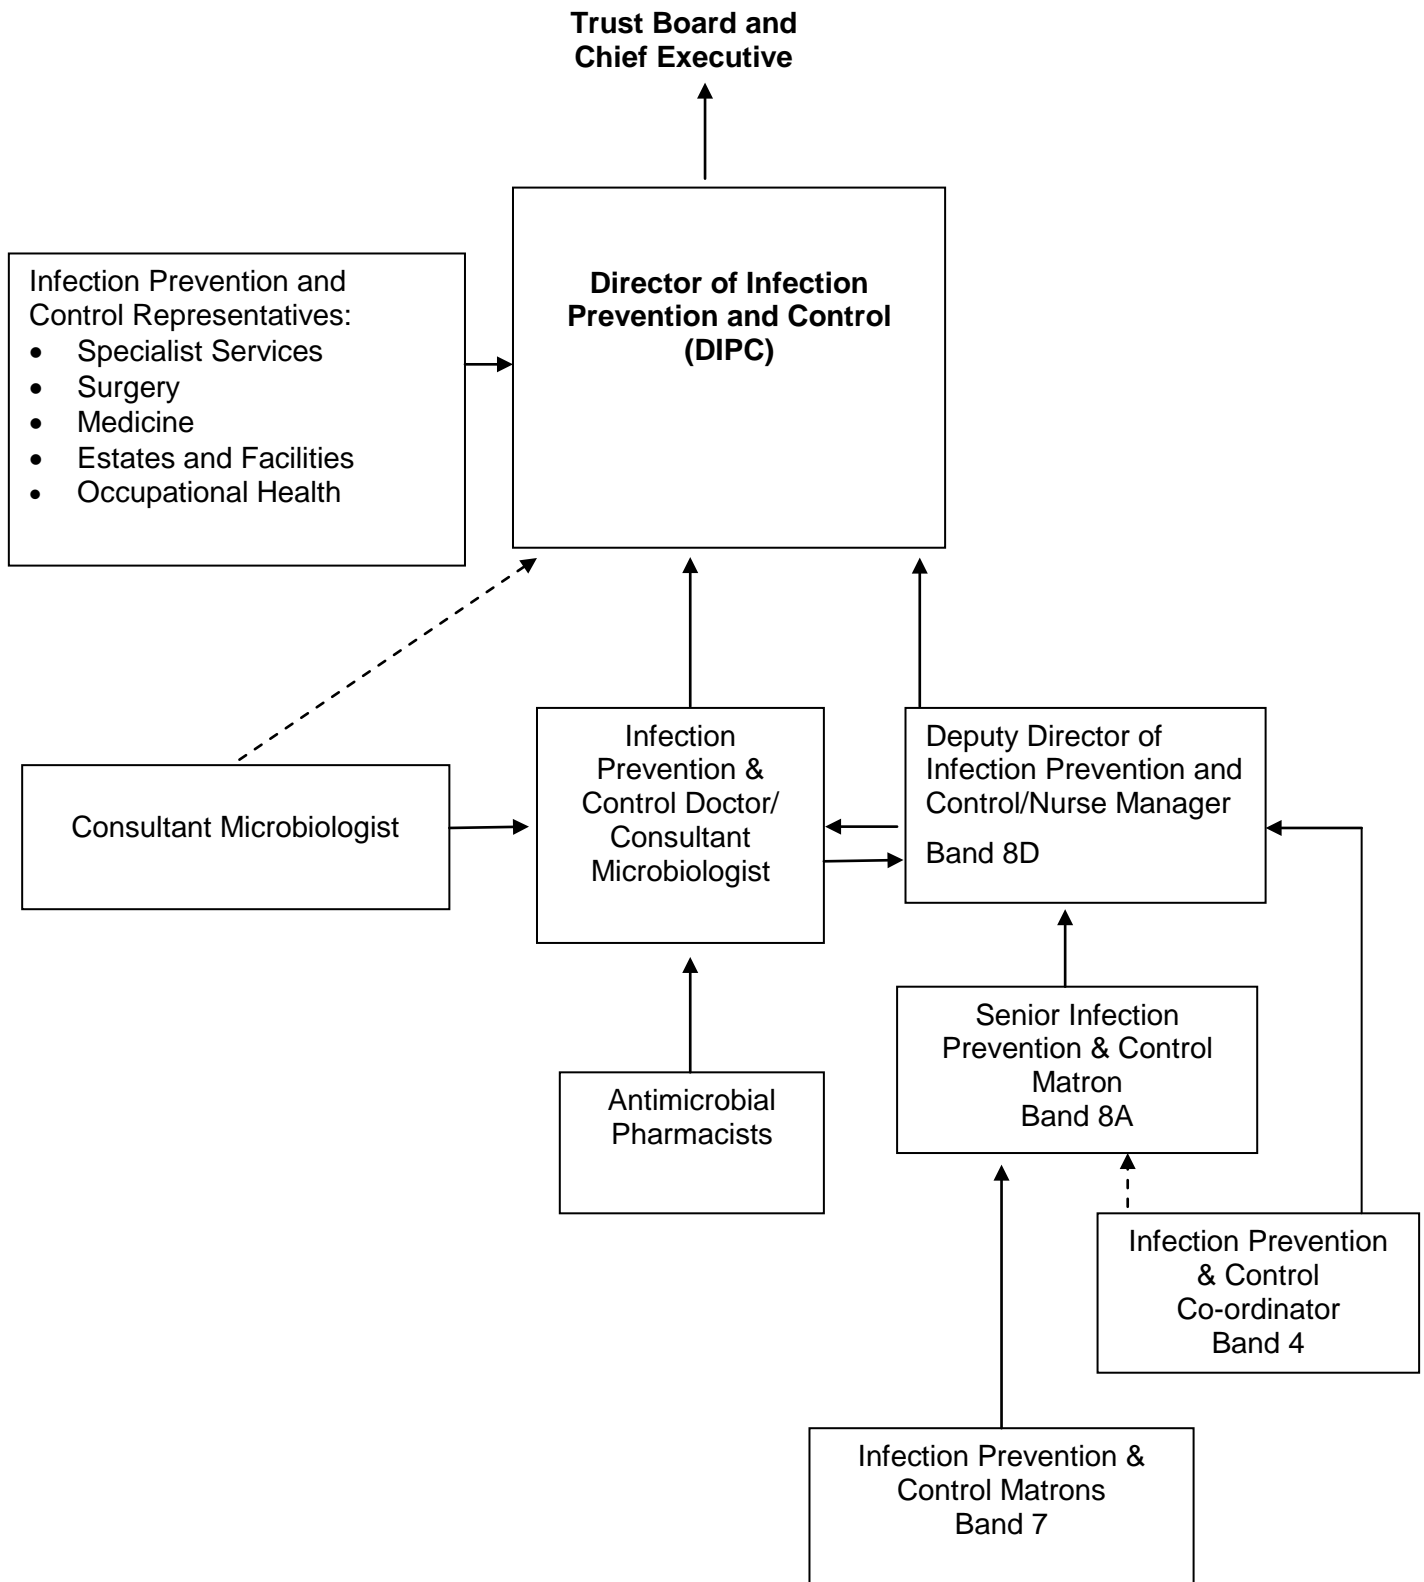 Trust Board and
Chief Executive
Director of Infection
Prevention and Control
(DIPC)
Infection Prevention and
Control Representatives:
• Specialist Services
• Surgery
• Medicine
• Estates and Facilities
• Occupational Health
Consultant Microbiologist
Infection
Prevention &
Control Doctor/
Consultant
Microbiologist
Deputy Director of
Infection Prevention and
Control/Nurse Manager
Band 8D
Antimicrobial
Pharmacists
Senior Infection
Prevention & Control
Matron
Band 8A
Infection Prevention
& Control
Co-ordinator
Band 4
Infection Prevention &
Control Matrons
Band 7